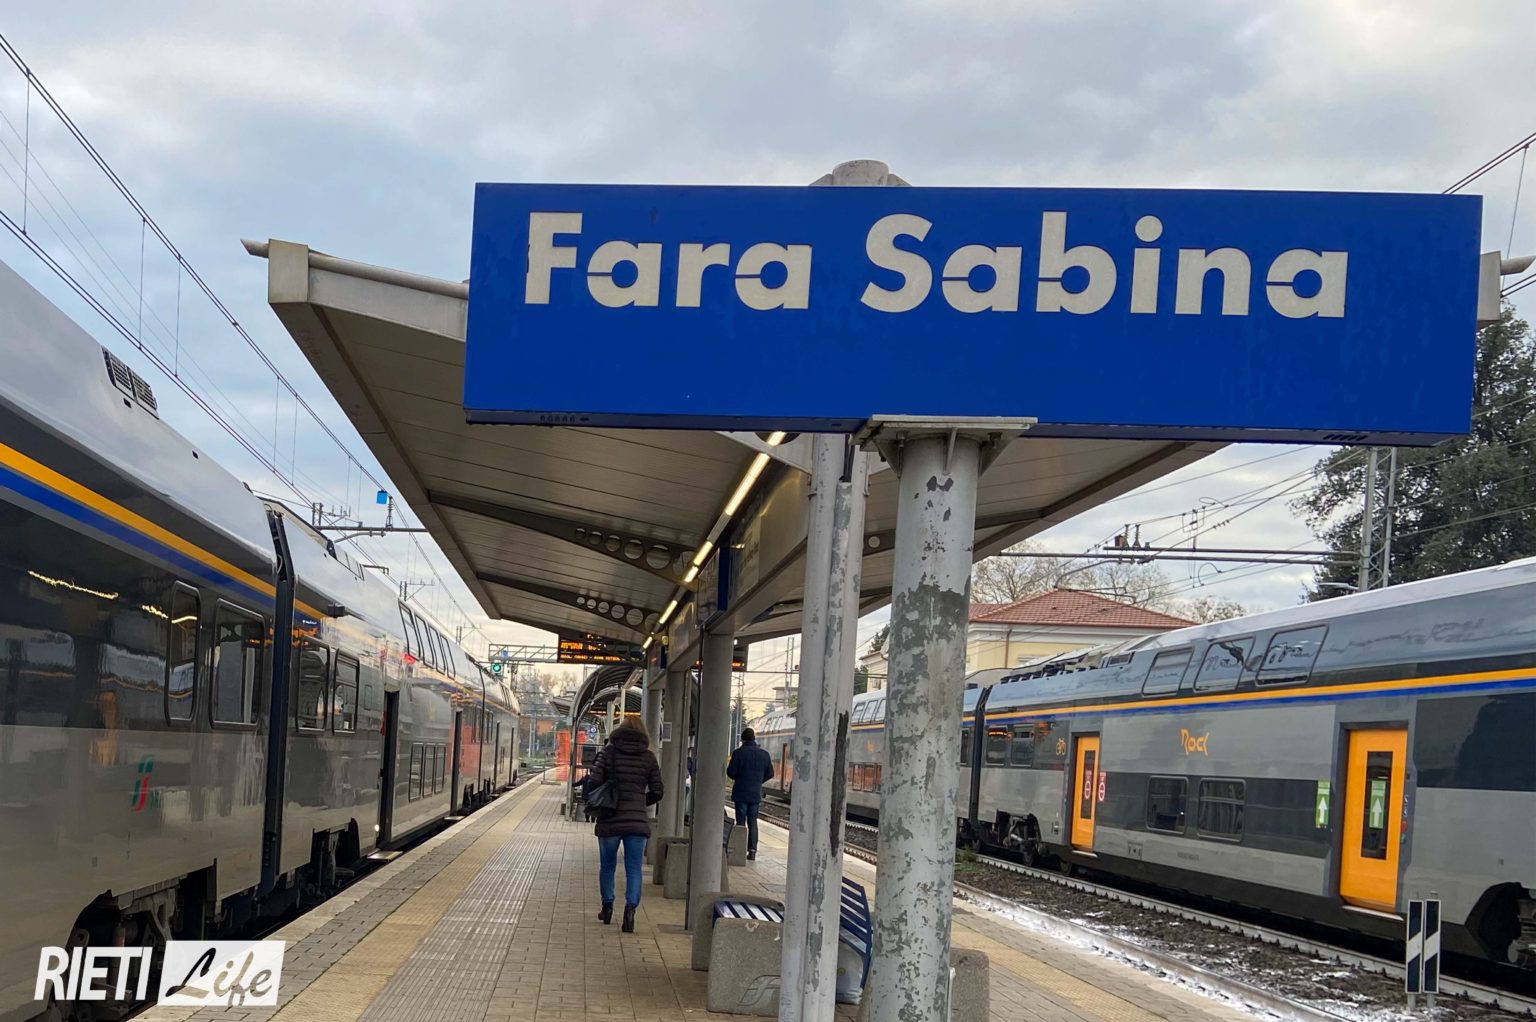 Fara Sabina
Rock
RIETI Life